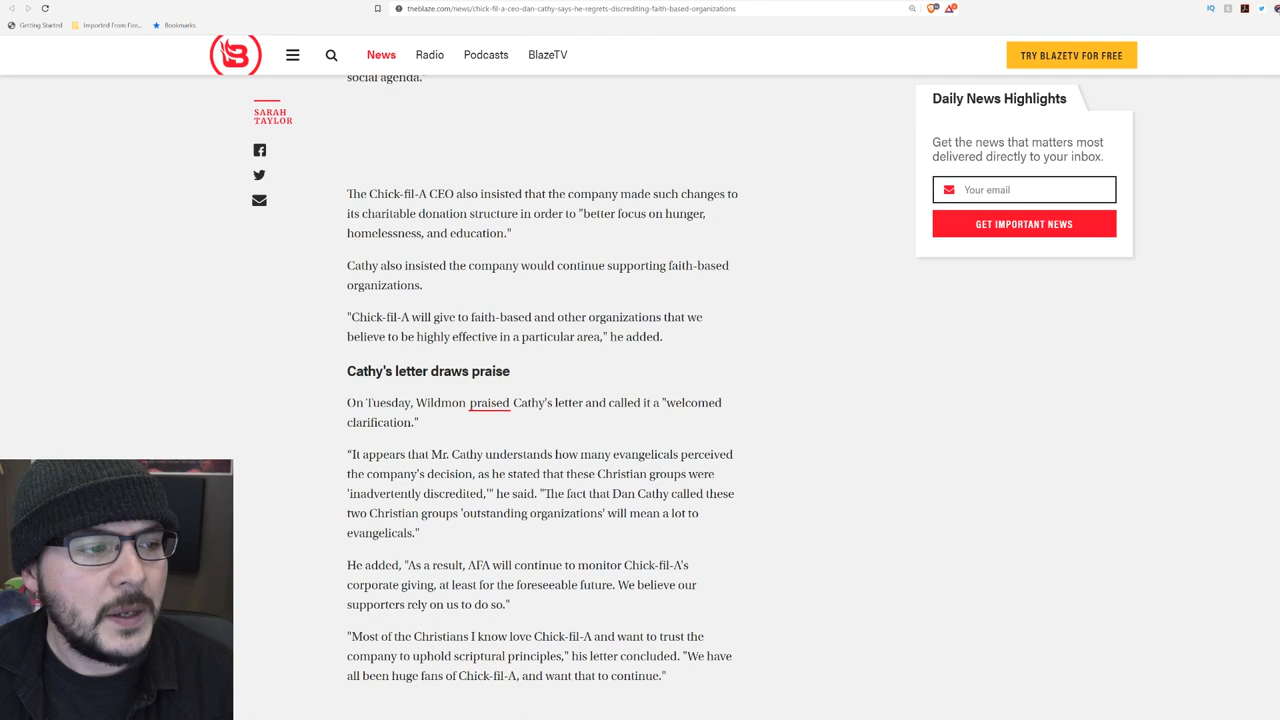 theblaze.com/news/chick-fil-a-ceo-dan-cathy-says-he-regrets-discrediting-faith-based-organizations
Getting Started
Imported From Fire...
Bookmarks
News
Radio
Podcasts
BlazeTV
TRY BLAZETV FOR FREE
social agenda."
SARAH
TAYLOR
The Chick-fil-A CEO also insisted that the company made such changes to
its charitable donation structure in order to "better focus on hunger,
homelessness, and education."
Cathy also insisted the company would continue supporting faith-based
organizations.
"Chick-fil-A will give to faith-based and other organizations that we
believe to be highly effective in a particular area," he added.
Cathy's letter draws praise
On Tuesday, Wildmon praised Cathy's letter and called it a "welcomed
clarification."
“It appears that Mr. Cathy understands how many evangelicals perceived
the company's decision, as he stated that these Christian groups were
'inadvertently discredited,'" he said. "The fact that Dan Cathy called these
two Christian groups 'outstanding organizations' will mean a lot to
evangelicals."
He added, "As a result, AFA will continue to monitor Chick-fil-A's
corporate giving, at least for the foreseeable future. We believe our
supporters rely on us to do so."
"Most of the Christians I know love Chick-fil-A and want to trust the
company to uphold scriptural principles," his letter concluded. "We have
all been huge fans of Chick-fil-A, and want that to continue."
Daily News Highlights
Get the news that matters most
delivered directly to your inbox.
Your email
GET IMPORTANT NEWS